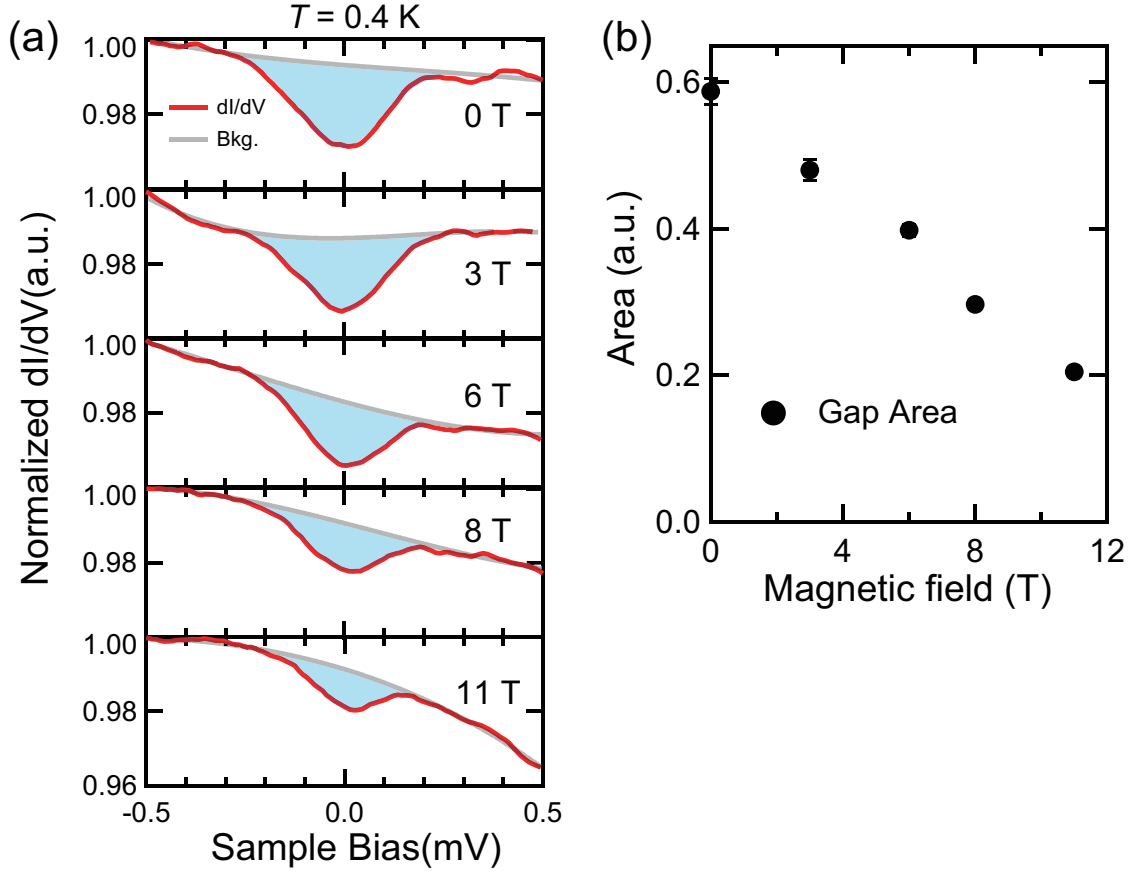 (a)
T = 0.4 K
Normalized dI/dV(a.u.)
1.00
0.98
dI/dV
Bkg.
0 T
0.98
3 T
1.00
0.98
6 T
1.00
0.98
8 T
1.00
0.98
0.96
11 T
-0.5
0.0
0.5
Sample Bias(mV)
(b)
Area (a.u.)
0.6
0.4
0.2
0.0
Gap Area
0
4
8
12
Magnetic field (T)